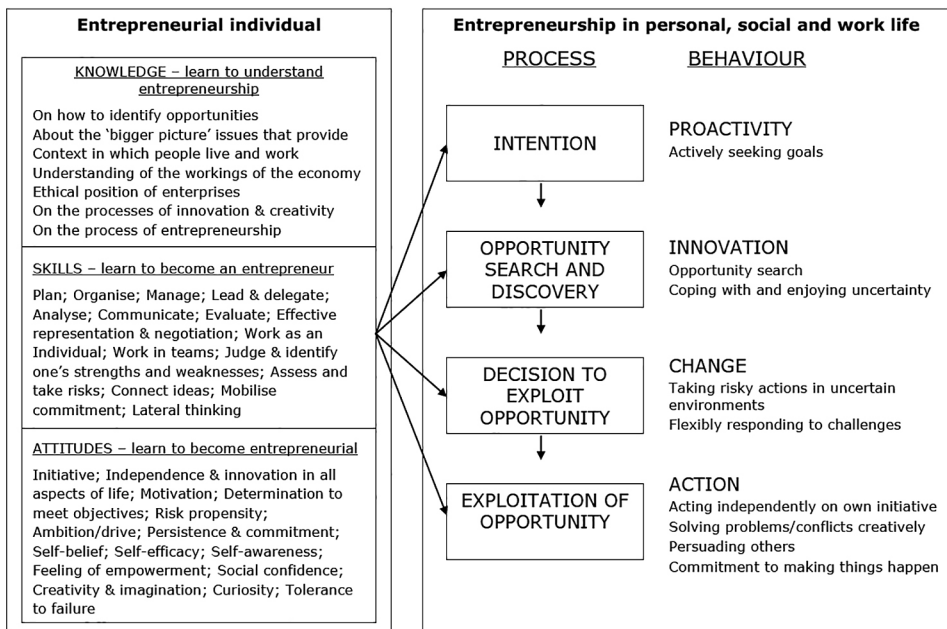 Entrepreneurial individual
KNOWLEDGE – learn to understand
entrepreneurship
On how to identify opportunities
About the ‘bigger picture’ issues that provide
Context in which people live and work
Understanding of the workings of the economy
Ethical position of enterprises
On the processes of innovation & creativity
On the process of entrepreneurship
SKILLS – learn to become an entrepreneur
Plan; Organise; Manage; Lead & delegate;
Analyse; Communicate; Evaluate; Effective
representation & negotiation; Work as an
Individual; Work in teams; Judge & identify
one’s strengths and weaknesses; Assess and
take risks; Connect ideas; Mobilise
commitment; Lateral thinking
ATTITUDES – learn to become entrepreneurial
Initiative; Independence & innovation in all
aspects of life; Motivation; Determination to
meet objectives; Risk propensity;
Ambition/drive; Persistence & commitment;
Self-belief; Self-efficacy; Self-awareness;
Feeling of empowerment; Social confidence;
Creativity & imagination; Curiosity; Tolerance
to failure
Entrepreneurship in personal, social and work life
PROCESS
BEHAVIOUR
INTENTION
PROACTIVITY
Actively seeking goals
OPPORTUNITY
SEARCH AND
DISCOVERY
INNOVATION
Opportunity search
Coping with and enjoying uncertainty
DECISION TO
EXPLOIT
OPPORTUNITY
CHANGE
Taking risky actions in uncertain
environments
Flexibly responding to challenges
EXPLOITATION OF
OPPORTUNITY
ACTION
Acting independently on own initiative
Solving problems/conflicts creatively
Persuading others
Commitment to making things happen